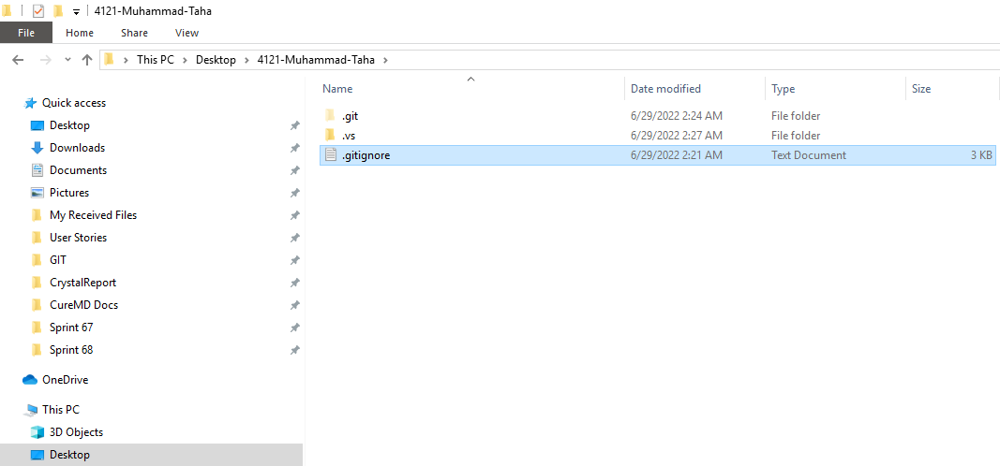 4121-Muhammad-Taha
File Home Share View
This PC Desktop 4121-Muhammad-Taha
Name Date modified Type Size
Quick access
Desktop
Downloads
Documents
Pictures
My Received Files
User Stories
GIT
CrystalReport
CureMD Docs
Sprint 67
Sprint 68
OneDrive
This PC
3D Objects
Desktop
.git 6/29/2022 2:24 AM File folder
.vs 6/29/2022 2:27 AM File folder
.gitignore 6/29/2022 2:21 AM Text Document 3 KB